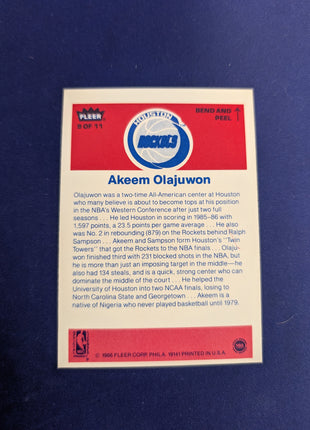 FLEER
9 OF 11
BEND AND
PEEL
HOUSTON
ROCKETS
Akeem Olajuwon
Olajuwon was a two-time All-American center at Houston
who many believe is about to become tops at his position
in the NBA's Western Conference after just two full
seasons . . . He led Houston in scoring in 1985-86 with
1,597 points, a 23.5 points per game average . . . He also
was No. 2 in rebounding (879) on the Rockets behind Ralph
Sampson . . . Akeem and Sampson form Houston's "Twin
Towers" that got the Rockets to the NBA finals. . . Olaju-
won finished third with 231 blocked shots in the NBA, but
he is more than just an imposing target in the middle—he
also had 134 steals, and is a quick, strong center who can
dominate the middle of the court . . . He helped the
University of Houston into two NCAA finals, losing to
North Carolina State and Georgetown . . . Akeem is a
native of Nigeria who never played basketball until 1979.
© 1986 FLEER CORP. PHILA. 19141 PRINTED IN U.S.A.
NBA